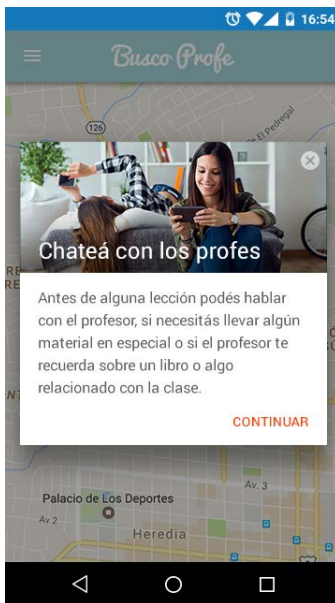 16:54
Busco Profe
126
El Pedregal
Chateá con los profes
Antes de alguna lección podés hablar
con el profesor, si necesitás llevar algún
material en especial o si el profesor te
recuerda sobre un libro o algo
relacionado con la clase.
CONTINUAR
Palacio de Los Deportes
Av. 3
Av 2
Heredia